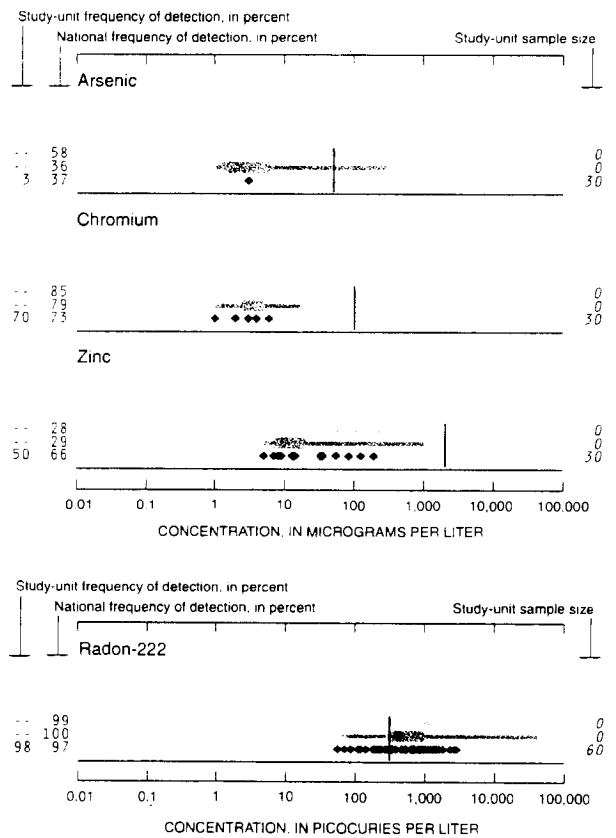 Study-unit frequency of detection, in percent
National frequency of detection, in percent
Study-unit sample size
Arsenic
-- 58 0
-- 36 0
3 37 30
Chromium
-- 85 0
-- 79 0
70 73 30
Zinc
-- 28 0
-- 29 0
50 66 30
0.01 0.1 1 10 100 1,000 10,000 100,000
CONCENTRATION, IN MICROGRAMS PER LITER
Study-unit frequency of detection, in percent
National frequency of detection, in percent
Study-unit sample size
Radon-222
-- 99 0
-- 100 0
98 97 60
0.01 0.1 1 10 100 1,000 10,000 100,000
CONCENTRATION, IN PICOCURIES PER LITER